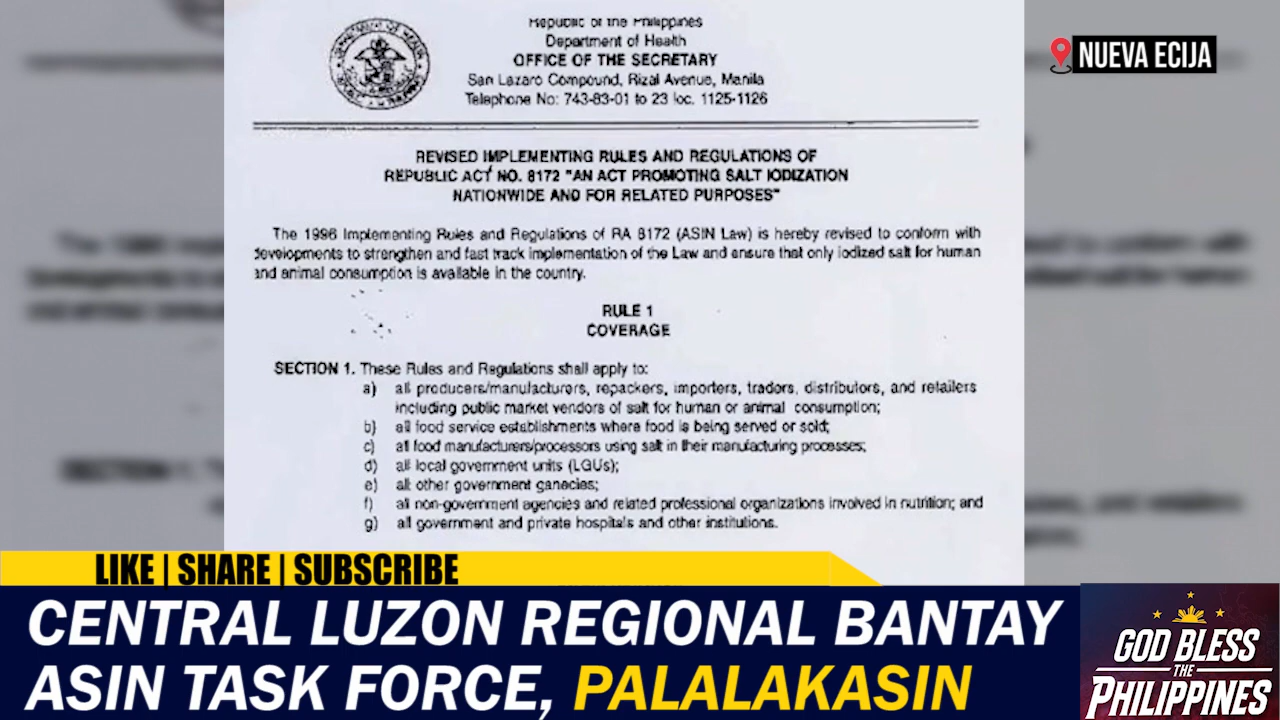 Republic of the Philippines
Department of Health
OFFICE OF THE SECRETARY
San Lazaro Compound, Rizal Avenue, Manila
Telephone No: 743-83-01 to 23 loc. 1125-1126
NUEVA ECIJA
REVISED IMPLEMENTING RULES AND REGULATIONS OF
REPUBLIC ACT NO. 8172 "AN ACT PROMOTING SALT IODIZATION
NATIONWIDE AND FOR RELATED PURPOSES"
The 1996 Implementing Rules and Regulations of RA 8172 (ASIN Law) is hereby revised to conform with
developments to strengthen and fast track implementation of the Law and ensure that only iodized salt for human
and animal consumption is available in the country.
RULE 1
COVERAGE
SECTION 1. These Rules and Regulations shall apply to:
a) all producers/manufacturers, repackers, importers, traders, distributors, and retailers
including public market vendors of salt for human or animal consumption;
b) all food service establishments where food is being served or sold;
c) all food manufacturers/processors using salt in their manufacturing processes;
d) all local government units (LGUs);
e) all other government ganecies;
f) all non-government agencies and related professional organizations involved in nutrition; and
g) all government and private hospitals and other institutions.
LIKE | SHARE | SUBSCRIBE
CENTRAL LUZON REGIONAL BANTAY
ASIN TASK FORCE, PALALAKASIN
GOD BLESS
THE
PHILIPPINES